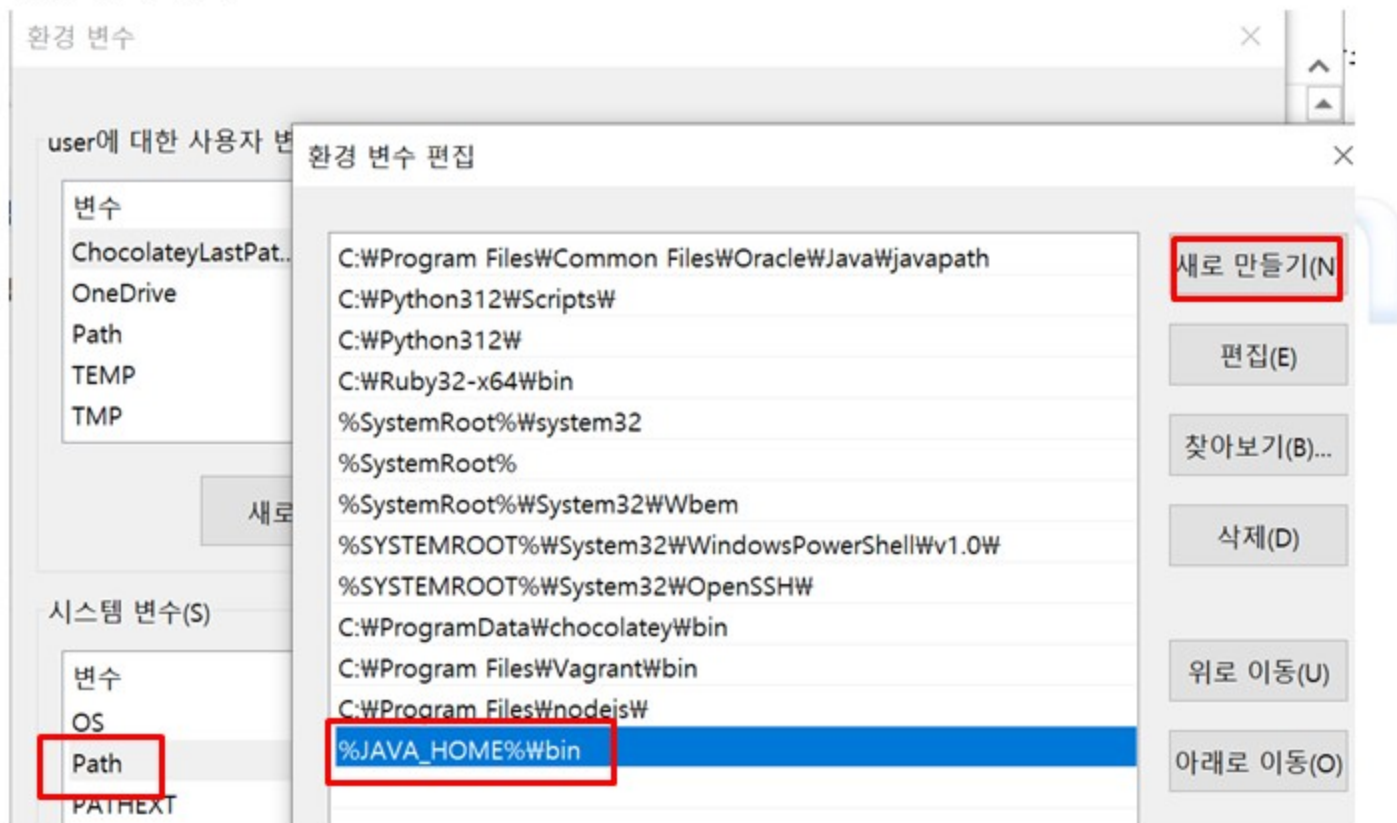 환경 변수
user에 대한 사용자 변
변수
ChocolateyLastPat..
OneDrive
Path
TEMP
TMP
새로
시스템 변수(S)
변수
OS
Path
PATHEXT
환경 변수 편집
C:₩Program Files₩Common Files₩Oracle₩Java₩javapath
C:₩Python312₩Scripts₩
C:₩Python312₩
C:₩Ruby32-x64₩bin
%SystemRoot%₩system32
%SystemRoot%
%SystemRoot%₩System32₩Wbem
%SYSTEMROOT%₩System32₩WindowsPowerShell₩v1.0₩
%SYSTEMROOT%₩System32₩OpenSSH₩
C:₩ProgramData₩chocolatey₩bin
C:₩Program Files₩Vagrant₩bin
C:₩Program Files₩nodejs₩
%JAVA_HOME%₩bin
새로 만들기(N
편집(E)
찾아보기(B)...
삭제(D)
위로 이동(U)
아래로 이동(O)